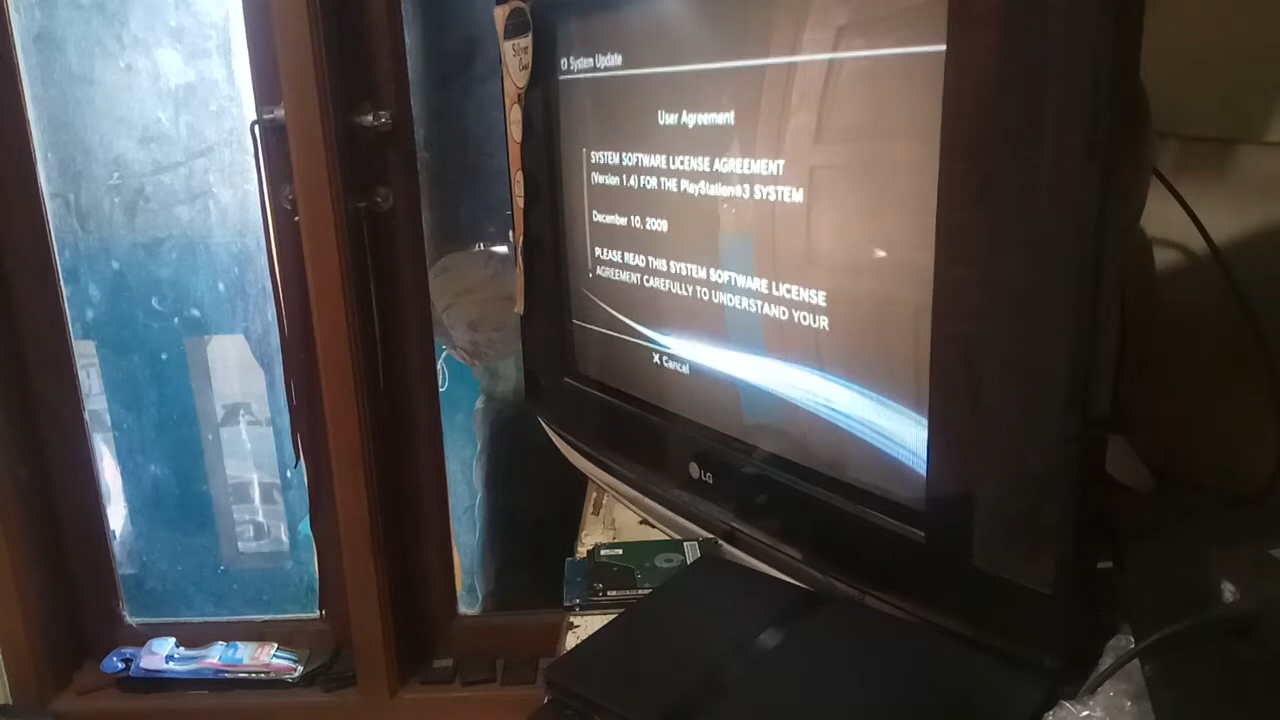 System Update
User Agreement
SYSTEM SOFTWARE LICENSE AGREEMENT
(Version 1.4) FOR THE PlayStation®3 SYSTEM
December 10, 2009
PLEASE READ THIS SYSTEM SOFTWARE LICENSE
AGREEMENT CAREFULLY TO UNDERSTAND YOUR
X Cancel
LG
Silver